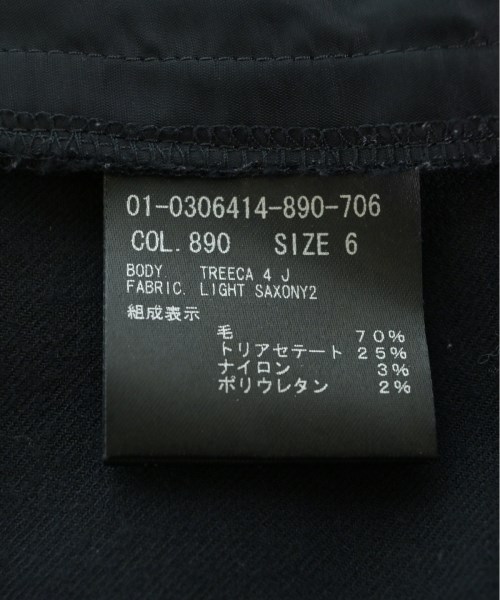 01-0306414-890-706
COL. 890 SIZE 6
BODY TREECA 4 J
FABRIC. LIGHT SAXONY2
組成表示
毛 70%
トリアセテート 25%
ナイロン 3%
ポリウレタン 2%